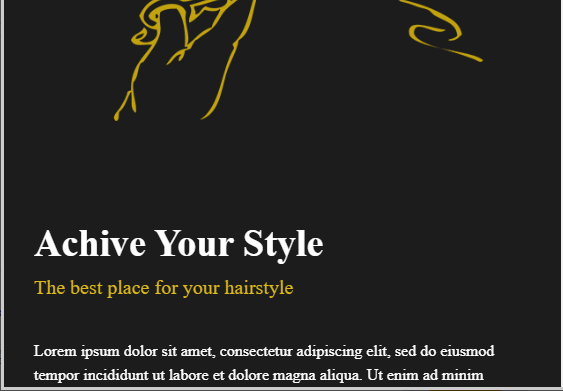 Achive Your Style
The best place for your hairstyle
Lorem ipsum dolor sit amet, consectetur adipiscing elit, sed do eiusmod
tempor incididunt ut labore et dolore magna aliqua. Ut enim ad minim